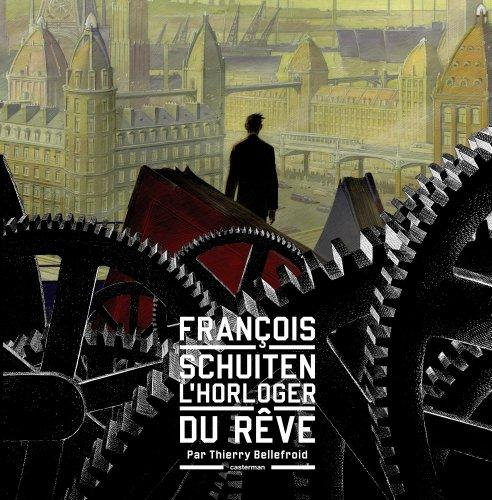 FRANÇOIS
SCHUITEN
L'HORLOGER
DU RÊVE
Par Thierry Bellefroid
casterman